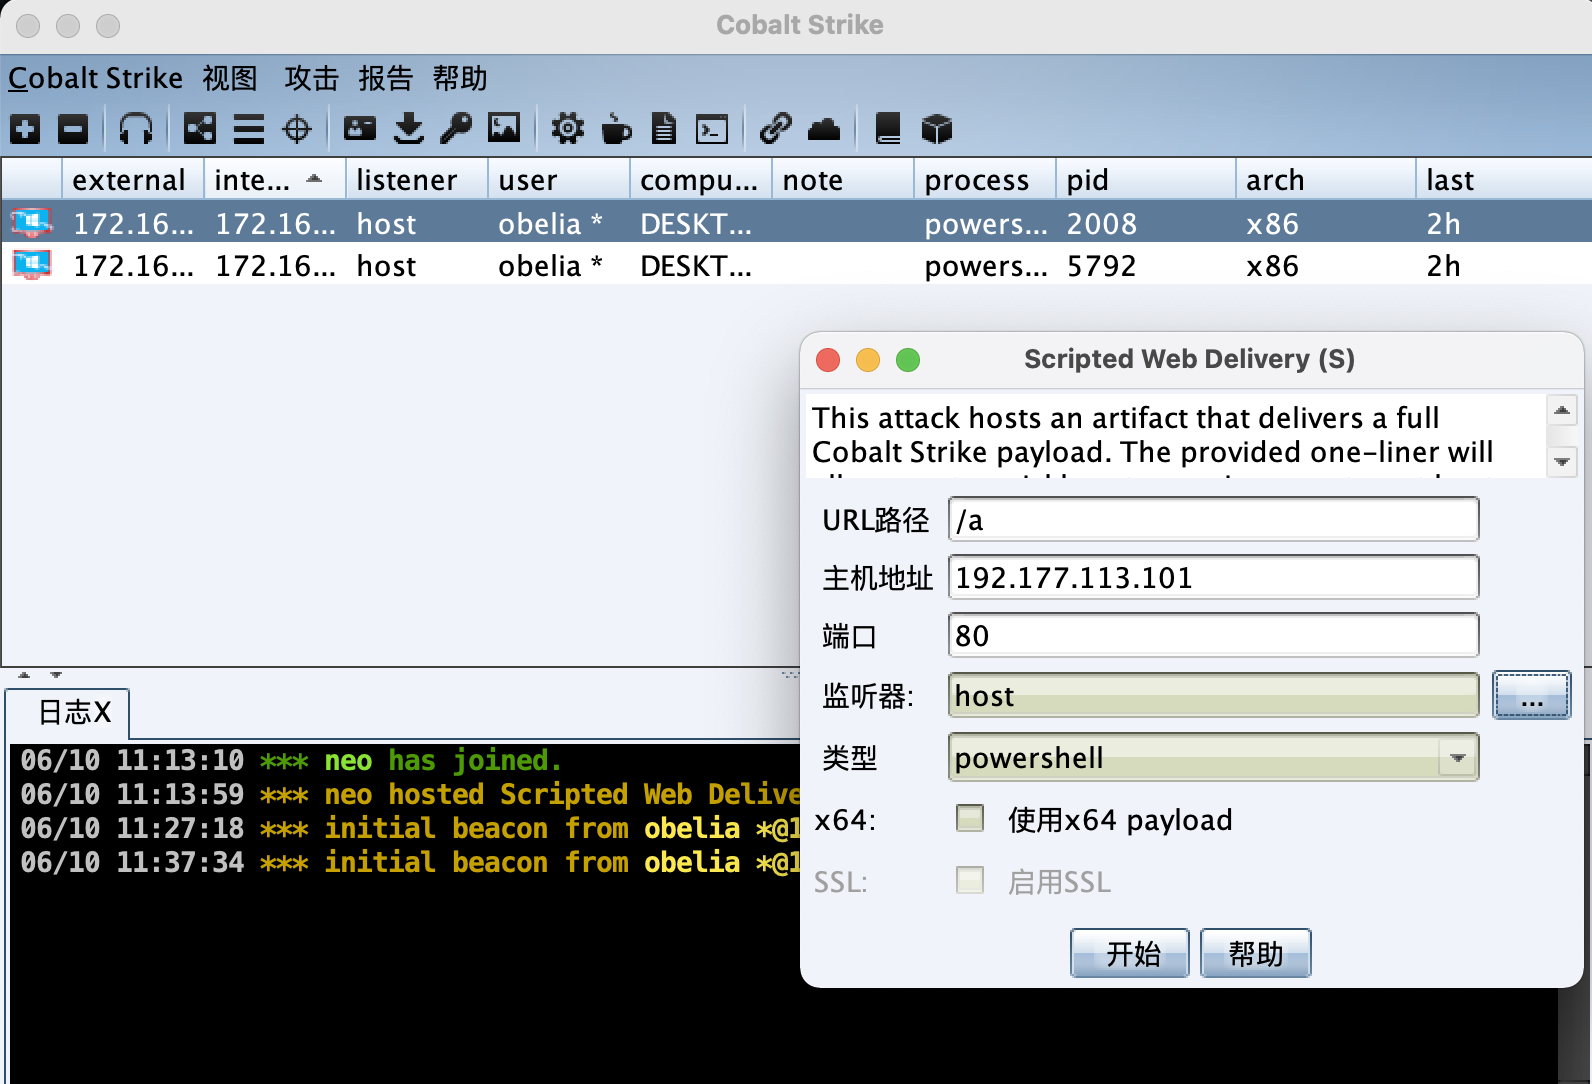 Cobalt Strike
Cobalt Strike 视图 攻击 报告 帮助
external inte... listener user compu... note process pid arch last
172.16... 172.16... host obelia * DESKT... powers... 2008 x86 2h
172.16... 172.16... host obelia * DESKT... powers... 5792 x86 2h
Scripted Web Delivery (S)
This attack hosts an artifact that delivers a full
Cobalt Strike payload. The provided one-liner will
URL路径 /a
主机地址 192.177.113.101
端口 80
监听器: host ...
类型 powershell
x64: 使用x64 payload
SSL: 启用SSL
开始 帮助
日志X
06/10 11:13:10 *** neo has joined.
06/10 11:13:59 *** neo hosted Scripted Web Delive
06/10 11:27:18 *** initial beacon from obelia *@1
06/10 11:37:34 *** initial beacon from obelia *@1